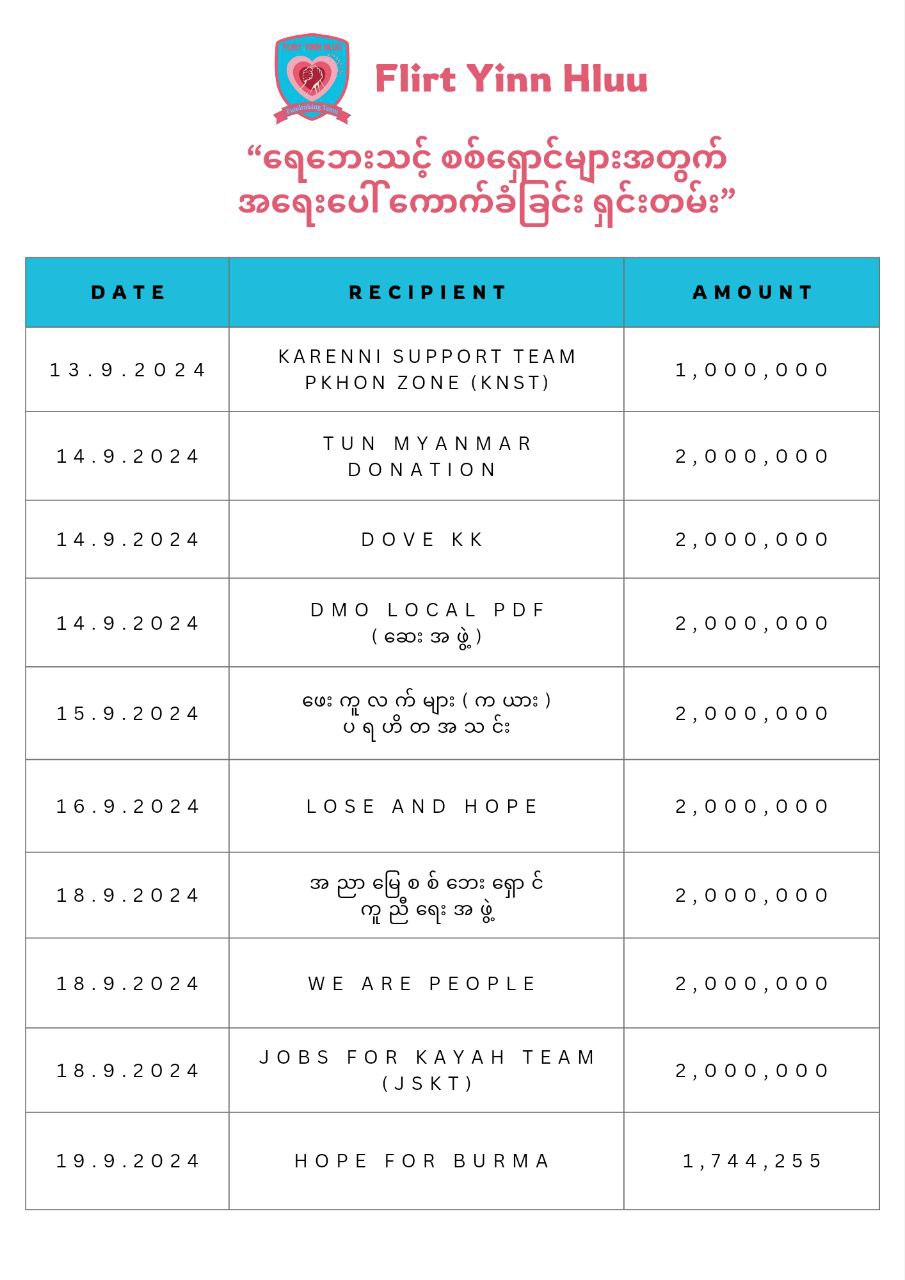 FLIRT YINN HLUU
Fundraising Team
Flirt Yinn Hluu
“ရေဘေးသင့် စစ်ရှောင်များအတွက်
အရေးပေါ် ကောက်ခံခြင်း ရှင်းတမ်း”
DATE RECIPIENT AMOUNT
13.9.2024 KARENNI SUPPORT TEAM 1,000,000
PKHON ZONE (KNST)
14.9.2024 TUN MYANMAR 2,000,000
DONATION
14.9.2024 DOVE KK 2,000,000
14.9.2024 DMO LOCAL PDF 2,000,000
(ဆေးအဖွဲ့)
15.9.2024 ဖေးကူလက်များ(ကယား) 2,000,000
ပရဟိတအသင်း
16.9.2024 LOSE AND HOPE 2,000,000
18.9.2024 အညာမြေစစ်ဘေးရှောင် 2,000,000
ကူညီရေးအဖွဲ့
18.9.2024 WE ARE PEOPLE 2,000,000
18.9.2024 JOBS FOR KAYAH TEAM 2,000,000
(JSKT)
19.9.2024 HOPE FOR BURMA 1,744,255